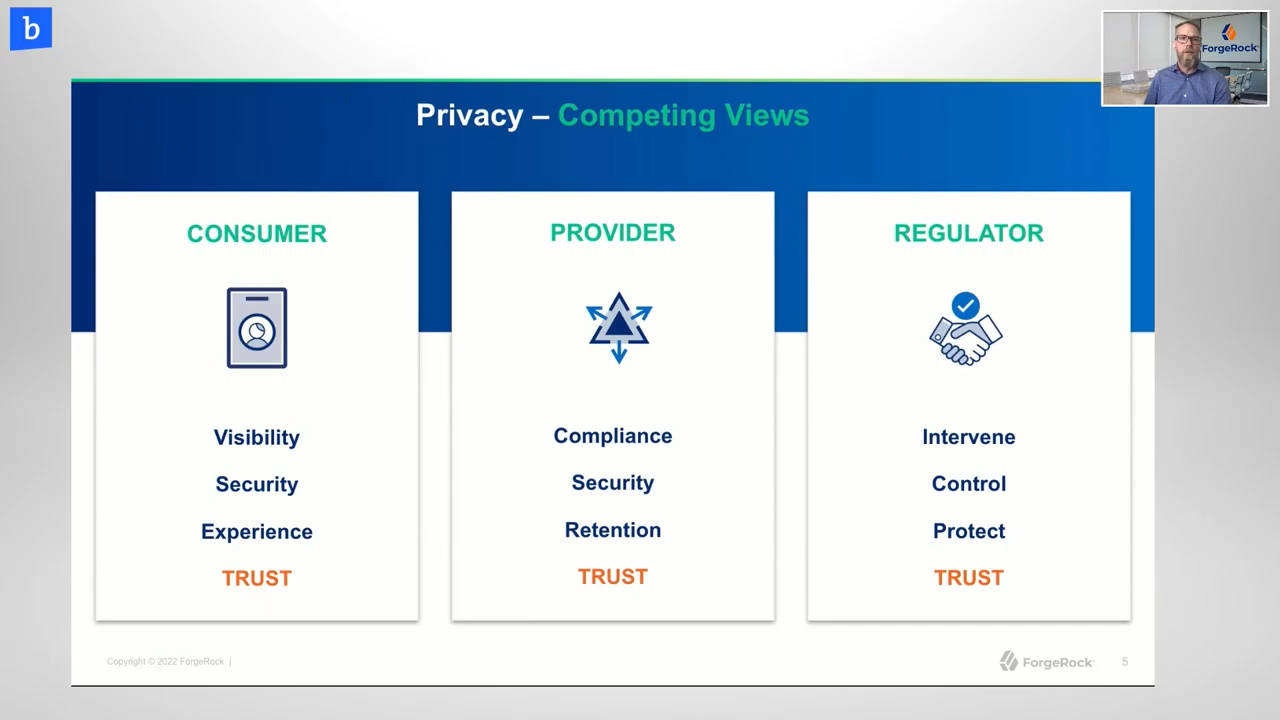 b
ForgeRock
Privacy – Competing Views
CONSUMER
Visibility
Security
Experience
TRUST
PROVIDER
Compliance
Security
Retention
TRUST
REGULATOR
Intervene
Control
Protect
TRUST
Copyright © 2022 ForgeRock |
ForgeRock
5